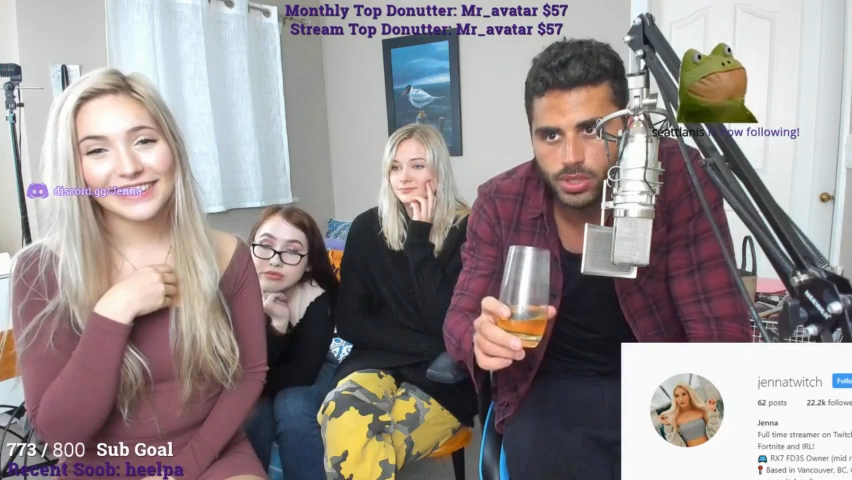 Monthly Top Donutter: Mr_avatar $57
Stream Top Donutter: Mr_avatar $57
seattlanis is now following!
discord.gg/Jenna
jennatwitch
62 posts 22.2k
Jenna
Full time streamer on
Fortnite and IRL!
RX7 FD3S Owner (mid
Based in Vancouver, BC,
773 / 800 Sub Goal
Recent Soob: heelpa